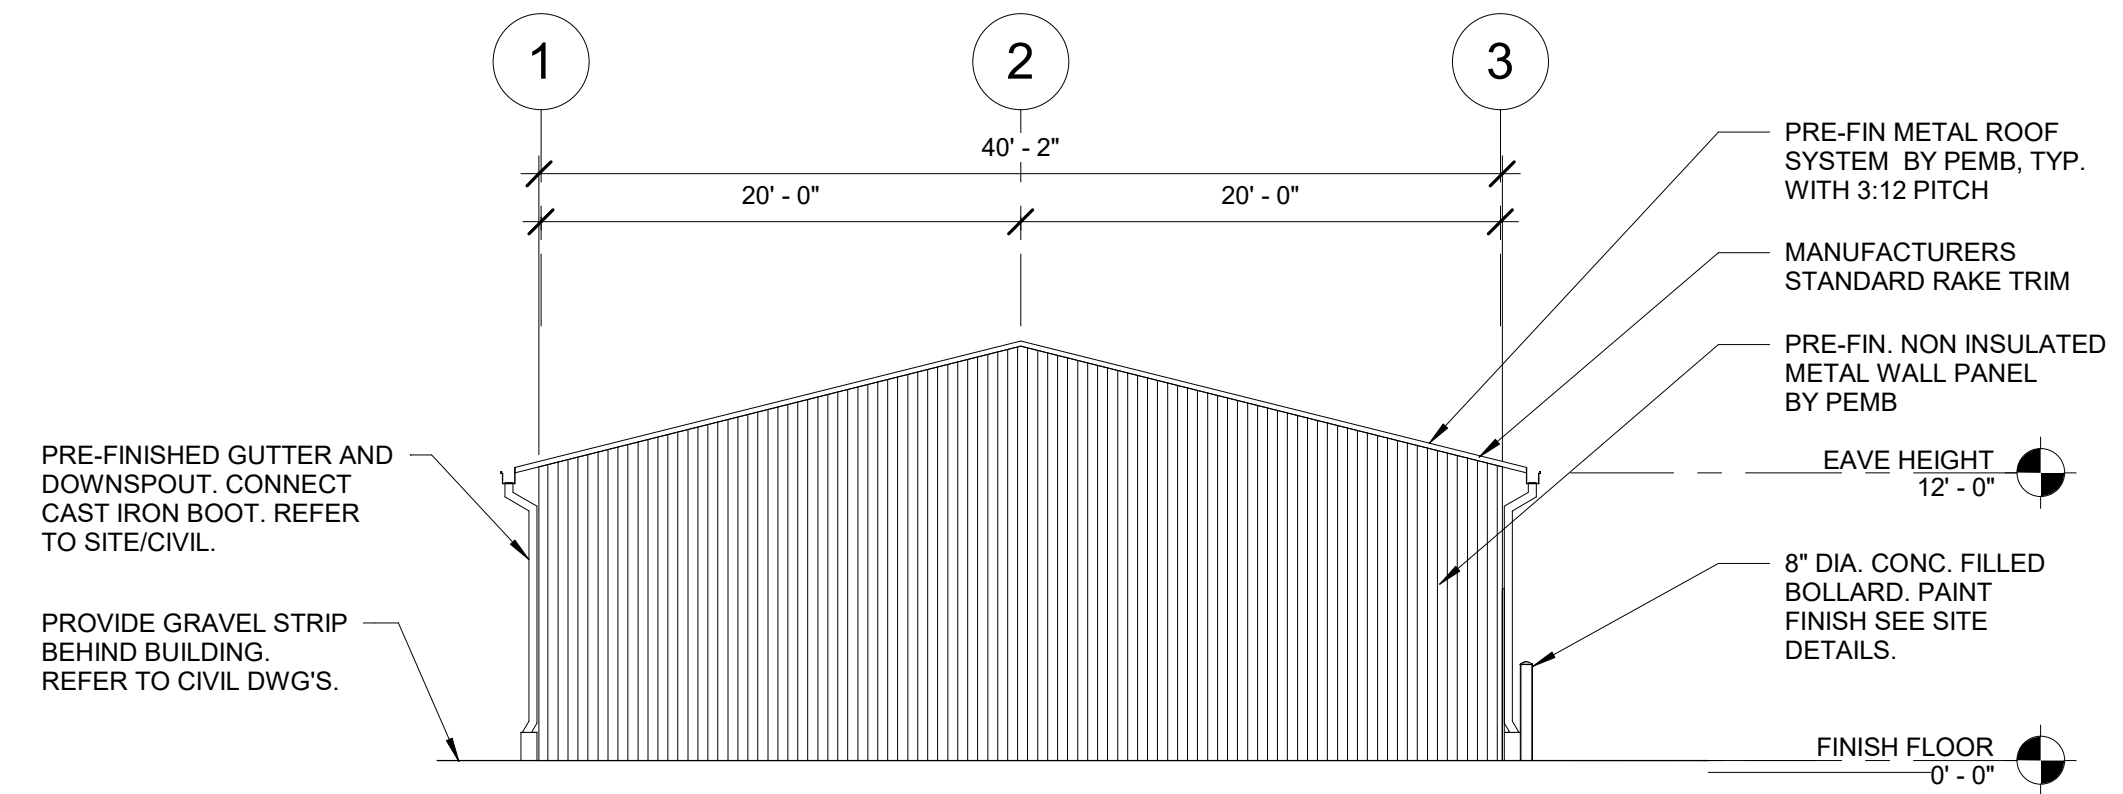 1
2
3
40' - 2"
20' - 0"
20' - 0"
PRE-FIN METAL ROOF
SYSTEM BY PEMB, TYP.
WITH 3:12 PITCH
MANUFACTURERS
STANDARD RAKE TRIM
PRE-FIN. NON INSULATED
METAL WALL PANEL
BY PEMB
EAVE HEIGHT
12' - 0"
8" DIA. CONC. FILLED
BOLLARD. PAINT
FINISH SEE SITE
DETAILS.
FINISH FLOOR
0' - 0"
PRE-FINISHED GUTTER AND
DOWNSPOUT. CONNECT
CAST IRON BOOT. REFER
TO SITE/CIVIL.
PROVIDE GRAVEL STRIP
BEHIND BUILDING.
REFER TO CIVIL DWG'S.